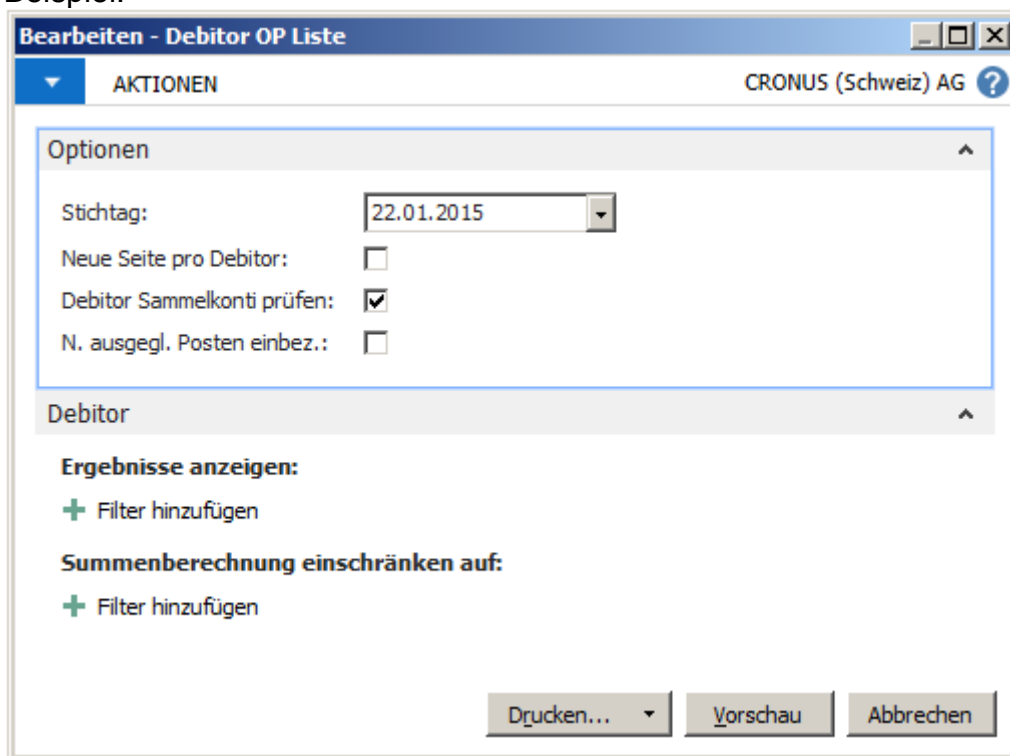 Beispiel:
Bearbeiten - Debitor OP Liste
AKTIONEN CRONUS (Schweiz) AG ?
Optionen
Stichtag: 22.01.2015
Neue Seite pro Debitor:
Debitor Sammelkonti prüfen:
N. ausgegl. Posten einbez.:
Debitor
Ergebnisse anzeigen:
Filter hinzufügen
Summenberechnung einschränken auf:
Filter hinzufügen
Drucken... Vorschau Abbrechen